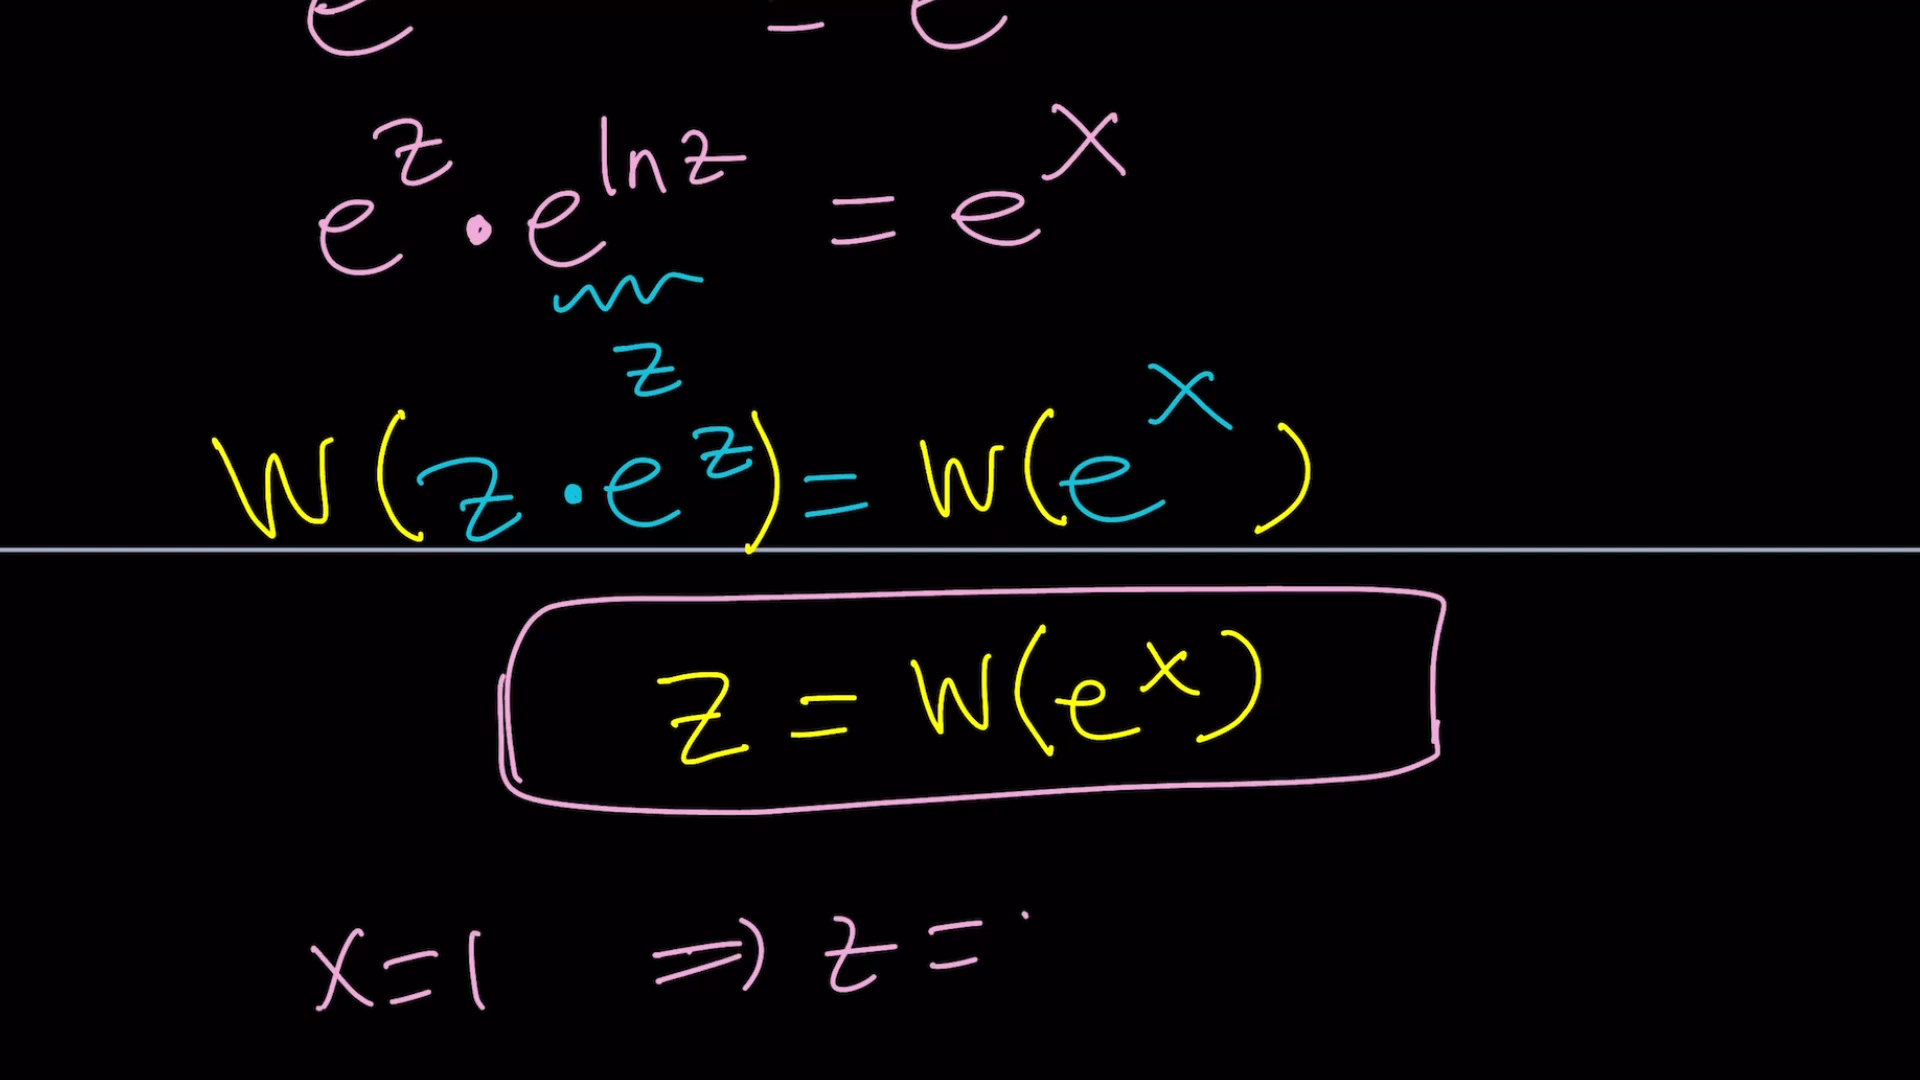 e = e
e^z · e^{ln z} = e^x
z
W(z · e^z) = W(e^x)
z = W(e^x)
x = 1 ⇒ z =